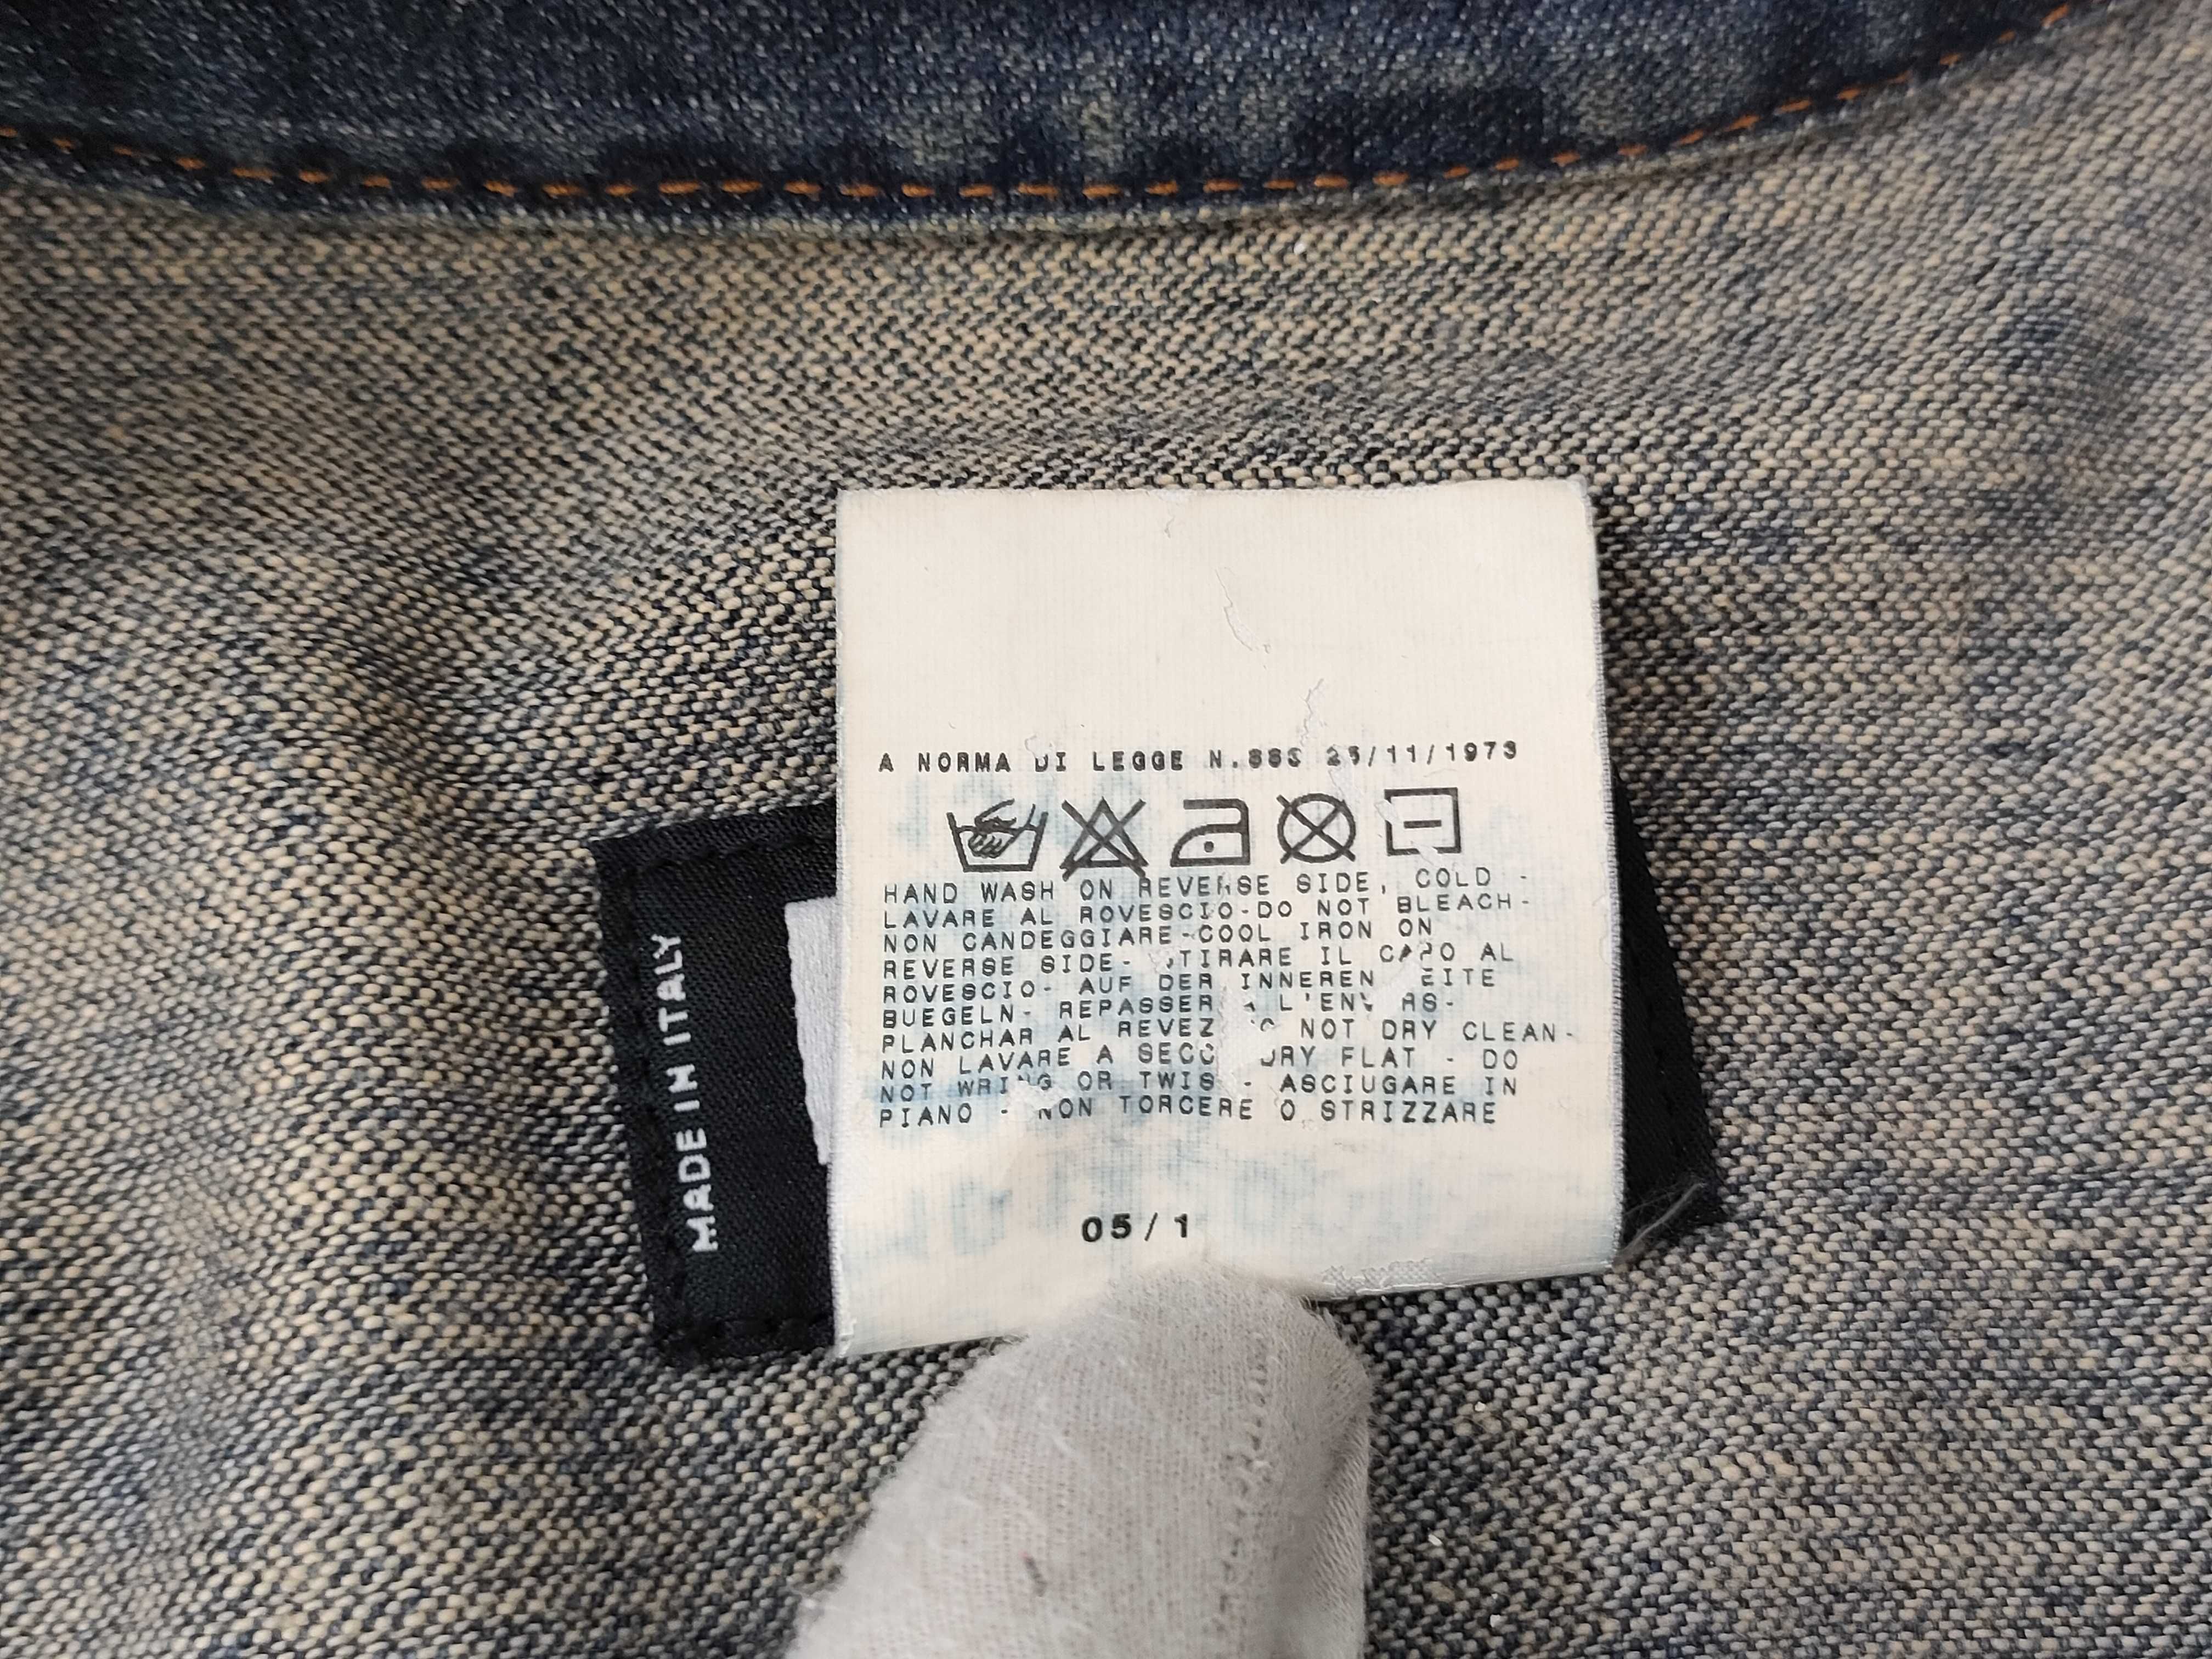 A NORMA DI LEGGE N.883 25/11/1973
HAND WASH ON REVERSE SIDE, COLD -
LAVARE AL ROVESCIO-DO NOT BLEACH-
NON CANDEGGIARE-COOL IRON ON
REVERSE SIDE- STIRARE IL CAPO AL
ROVESCIO- AUF DER INNEREN SEITE
BUEGELN- REPASSER A L'ENVERS-
PLANCHAR AL REVEZ NOT DRY CLEAN-
NON LAVARE A SECCO DRY FLAT - DO
NOT WRING OR TWIST - ASCIUGARE IN
PIANO - NON TORCERE O STRIZZARE
05/1
MADE IN ITALY